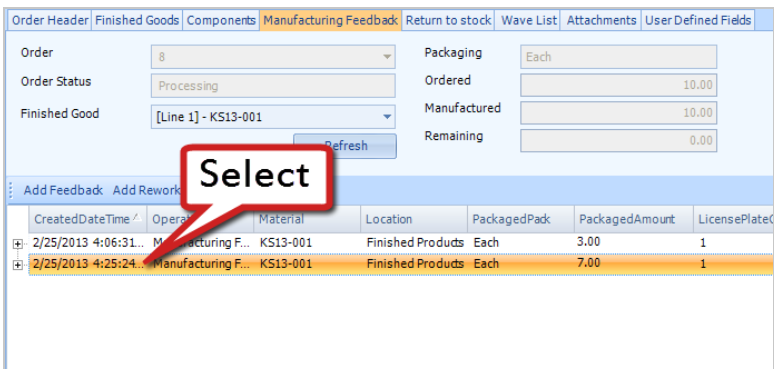 Order Header Finished Goods Components Manufacturing Feedback Return to stock Wave List Attachments User Defined Fields
Order 8 Packaging Each
Order Status Processing Ordered 10.00
Finished Good [Line 1] - KS13-001 Manufactured 10.00
Refresh Remaining 0.00
Select
Add Feedback Add Rework
CreatedDateTime Operat Material Location PackagedPack PackagedAmount LicensePlate
2/25/2013 4:06:31... M facturing F... KS13-001 Finished Products Each 3.00 1
2/25/2013 4:25:24... Manufacturing F... KS13-001 Finished Products Each 7.00 1